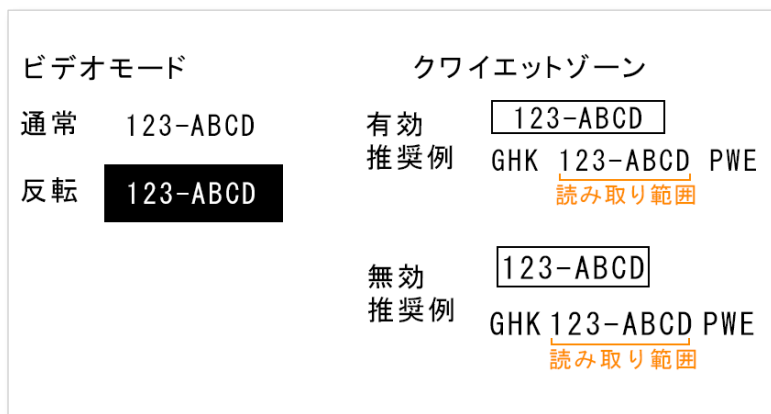 ビデオモード
通常 123-ABCD
反転 123-ABCD
クワイエットゾーン
有効
推奨例
123-ABCD
GHK 123-ABCD PWE
読み取り範囲
無効
推奨例
123-ABCD
GHK 123-ABCD PWE
読み取り範囲